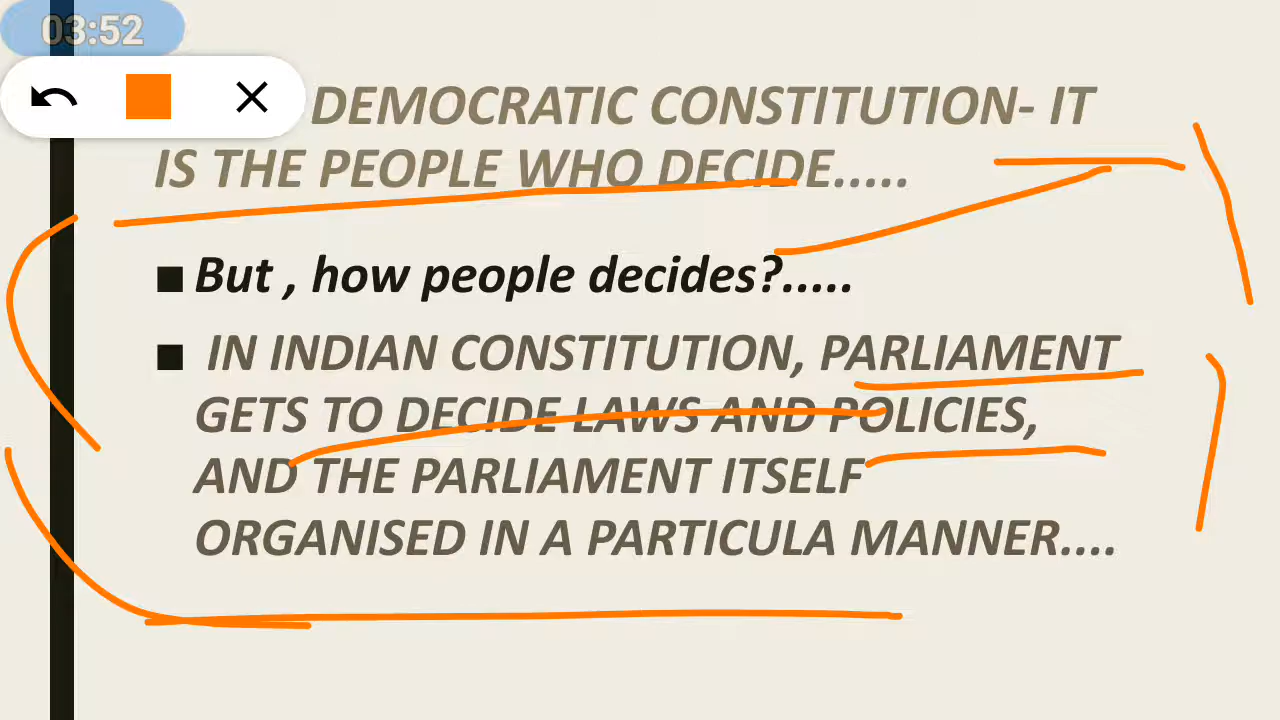 03:52
DEMOCRATIC CONSTITUTION- IT
IS THE PEOPLE WHO DECIDE.....
■ But , how people decides?.....
■ IN INDIAN CONSTITUTION, PARLIAMENT
GETS TO DECIDE LAWS AND POLICIES,
AND THE PARLIAMENT ITSELF
ORGANISED IN A PARTICULA MANNER....